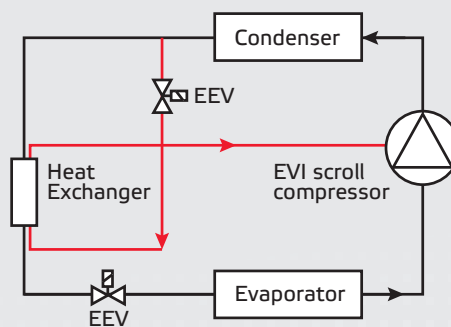 Condenser
EEV
Heat
Exchanger
EVI scroll
compressor
Evaporator
EEV